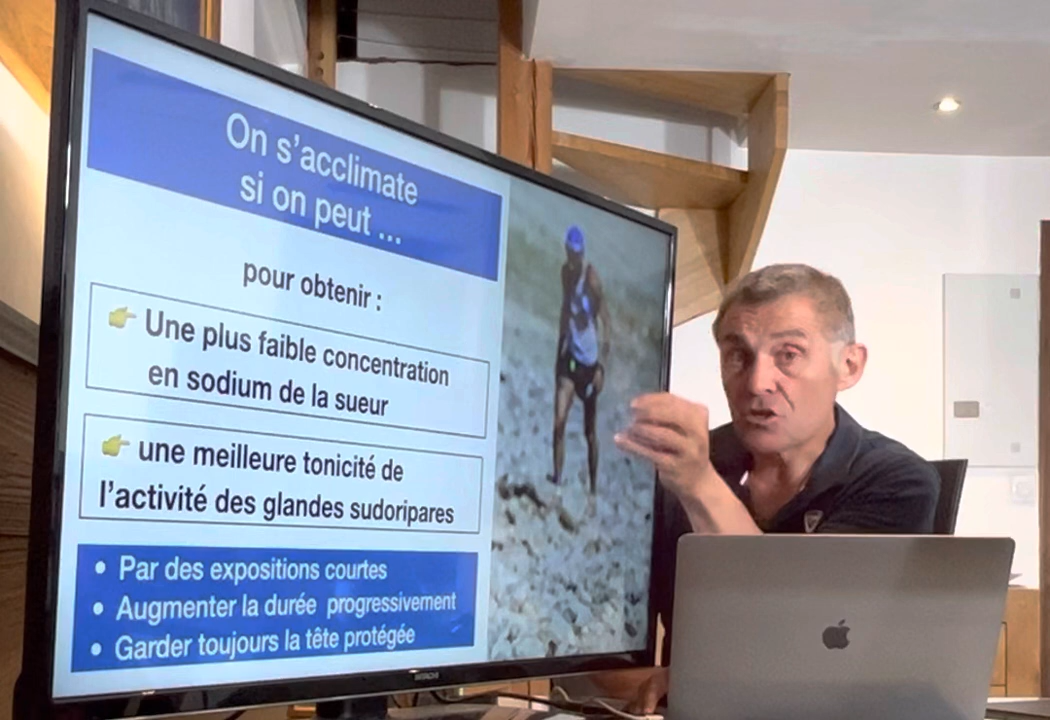 On s'acclimate
si on peut ...
pour obtenir :
👉 Une plus faible concentration
en sodium de la sueur
👉 une meilleure tonicité de
l'activité des glandes sudoripares
• Par des expositions courtes
• Augmenter la durée progressivement
• Garder toujours la tête protégée
HITACHI